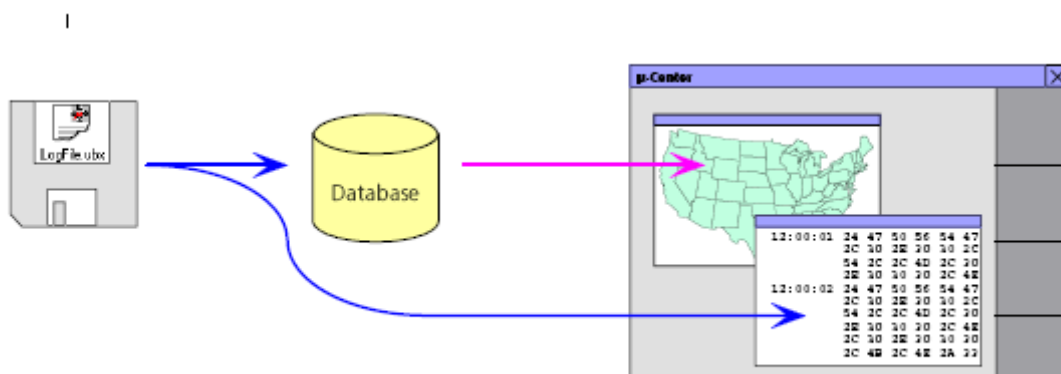 LogFile.ubx
Database
µ-Center
12:00:01 24 47 50 56 54 47
2C 30 2E 30 30 2C
54 2C 2C 4D 2C 30
2E 30 30 30 2C 4E
12:00:02 24 47 50 56 54 47
2C 30 2E 30 30 2C
54 2C 2C 4D 2C 30
2E 30 30 30 2C 4E
2C 30 2E 30 30 30
2C 4B 2C 4E 2A 33